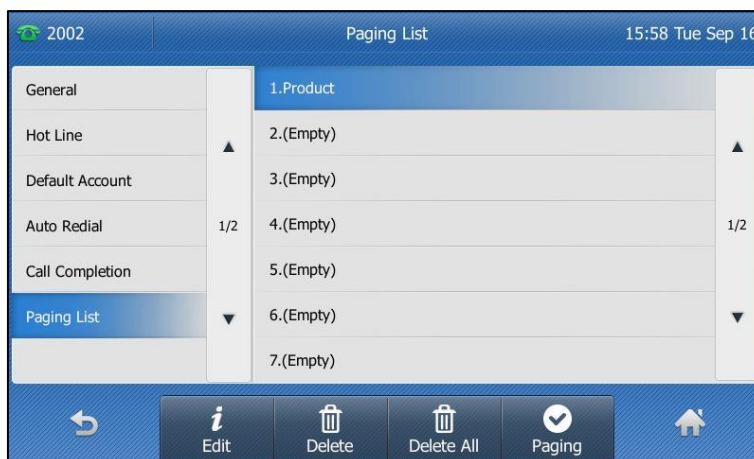 2002 Paging List 15:58 Tue Sep 16
General
Hot Line
Default Account
Auto Redial
Call Completion
Paging List
1/2
1.Product
2.(Empty)
3.(Empty)
4.(Empty)
5.(Empty)
6.(Empty)
7.(Empty)
1/2
Edit Delete Delete All Paging